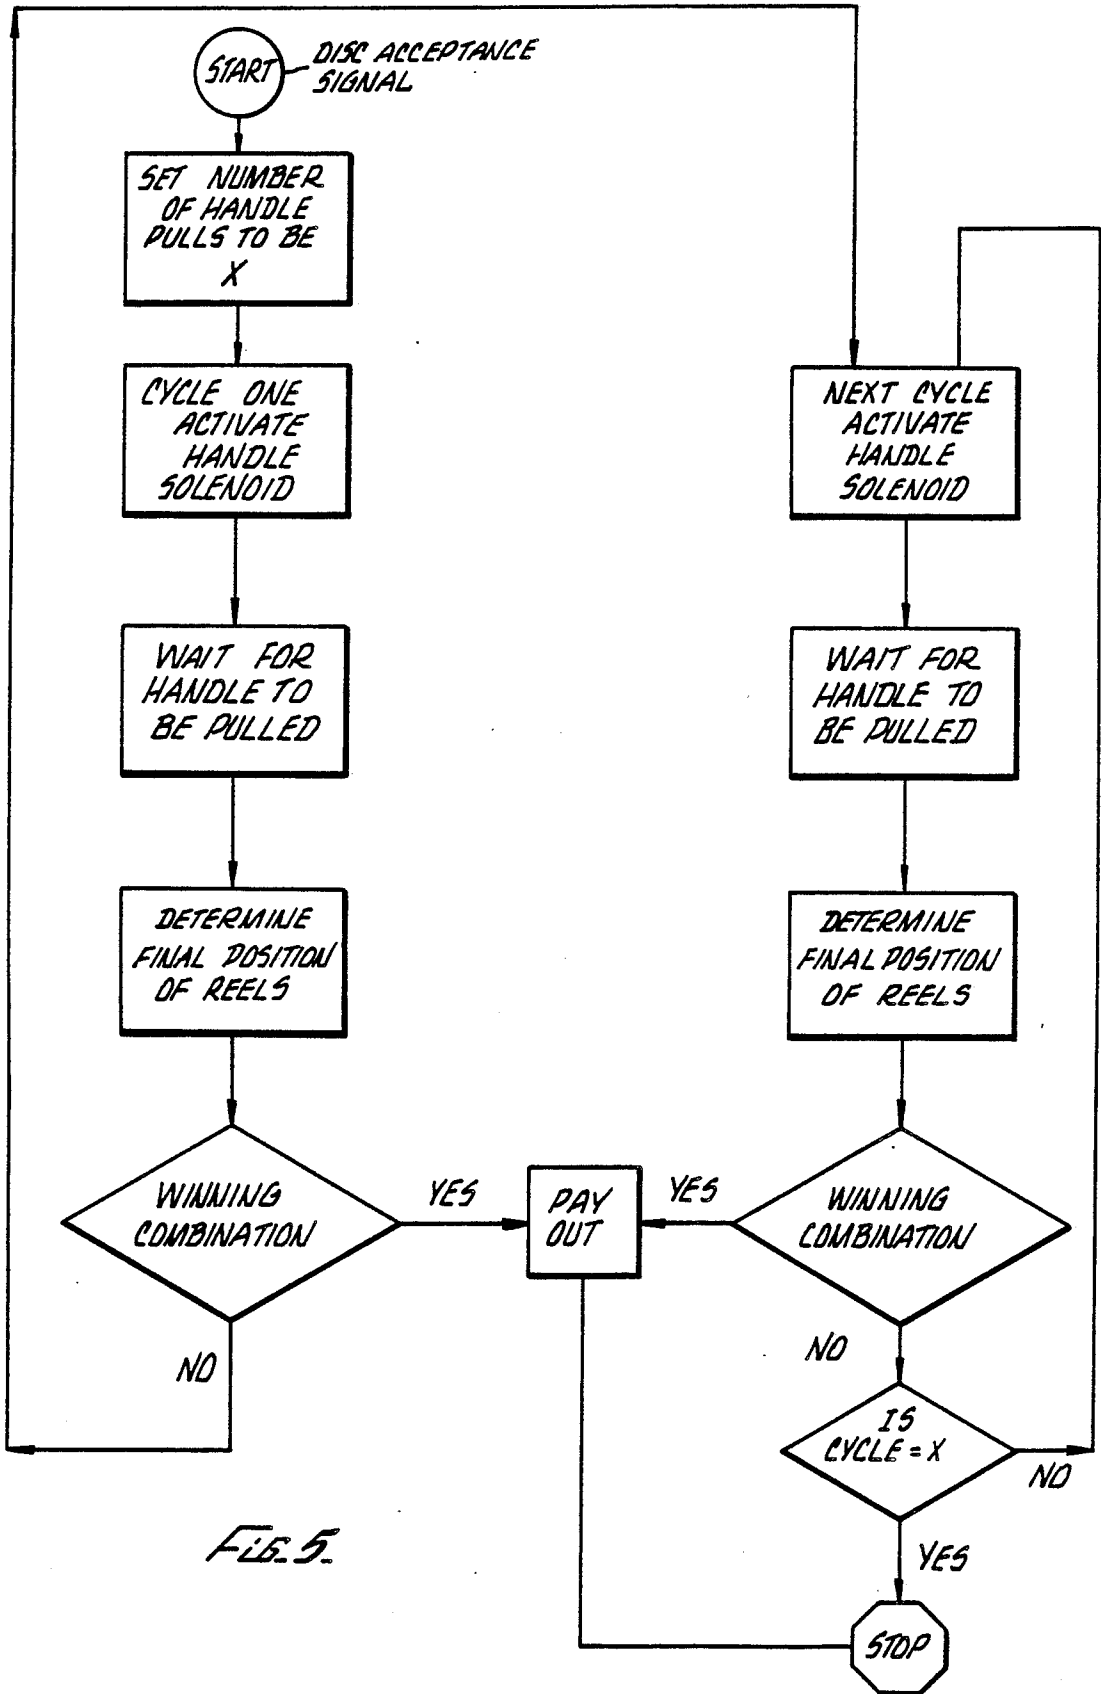 START
DISC ACCEPTANCE
SIGNAL
SET NUMBER
OF HANDLE
PULLS TO BE
X
CYCLE ONE
ACTIVATE
HANDLE
SOLENOID
WAIT FOR
HANDLE TO
BE PULLED
DETERMINE
FINAL POSITION
OF REELS
WINNING
COMBINATION
YES
NO
PAY
OUT
NEXT CYCLE
ACTIVATE
HANDLE
SOLENOID
WAIT FOR
HANDLE TO
BE PULLED
DETERMINE
FINAL POSITION
OF REELS
YES
WINNING
COMBINATION
NO
IS
CYCLE = X
NO
YES
STOP
FIG. 5.